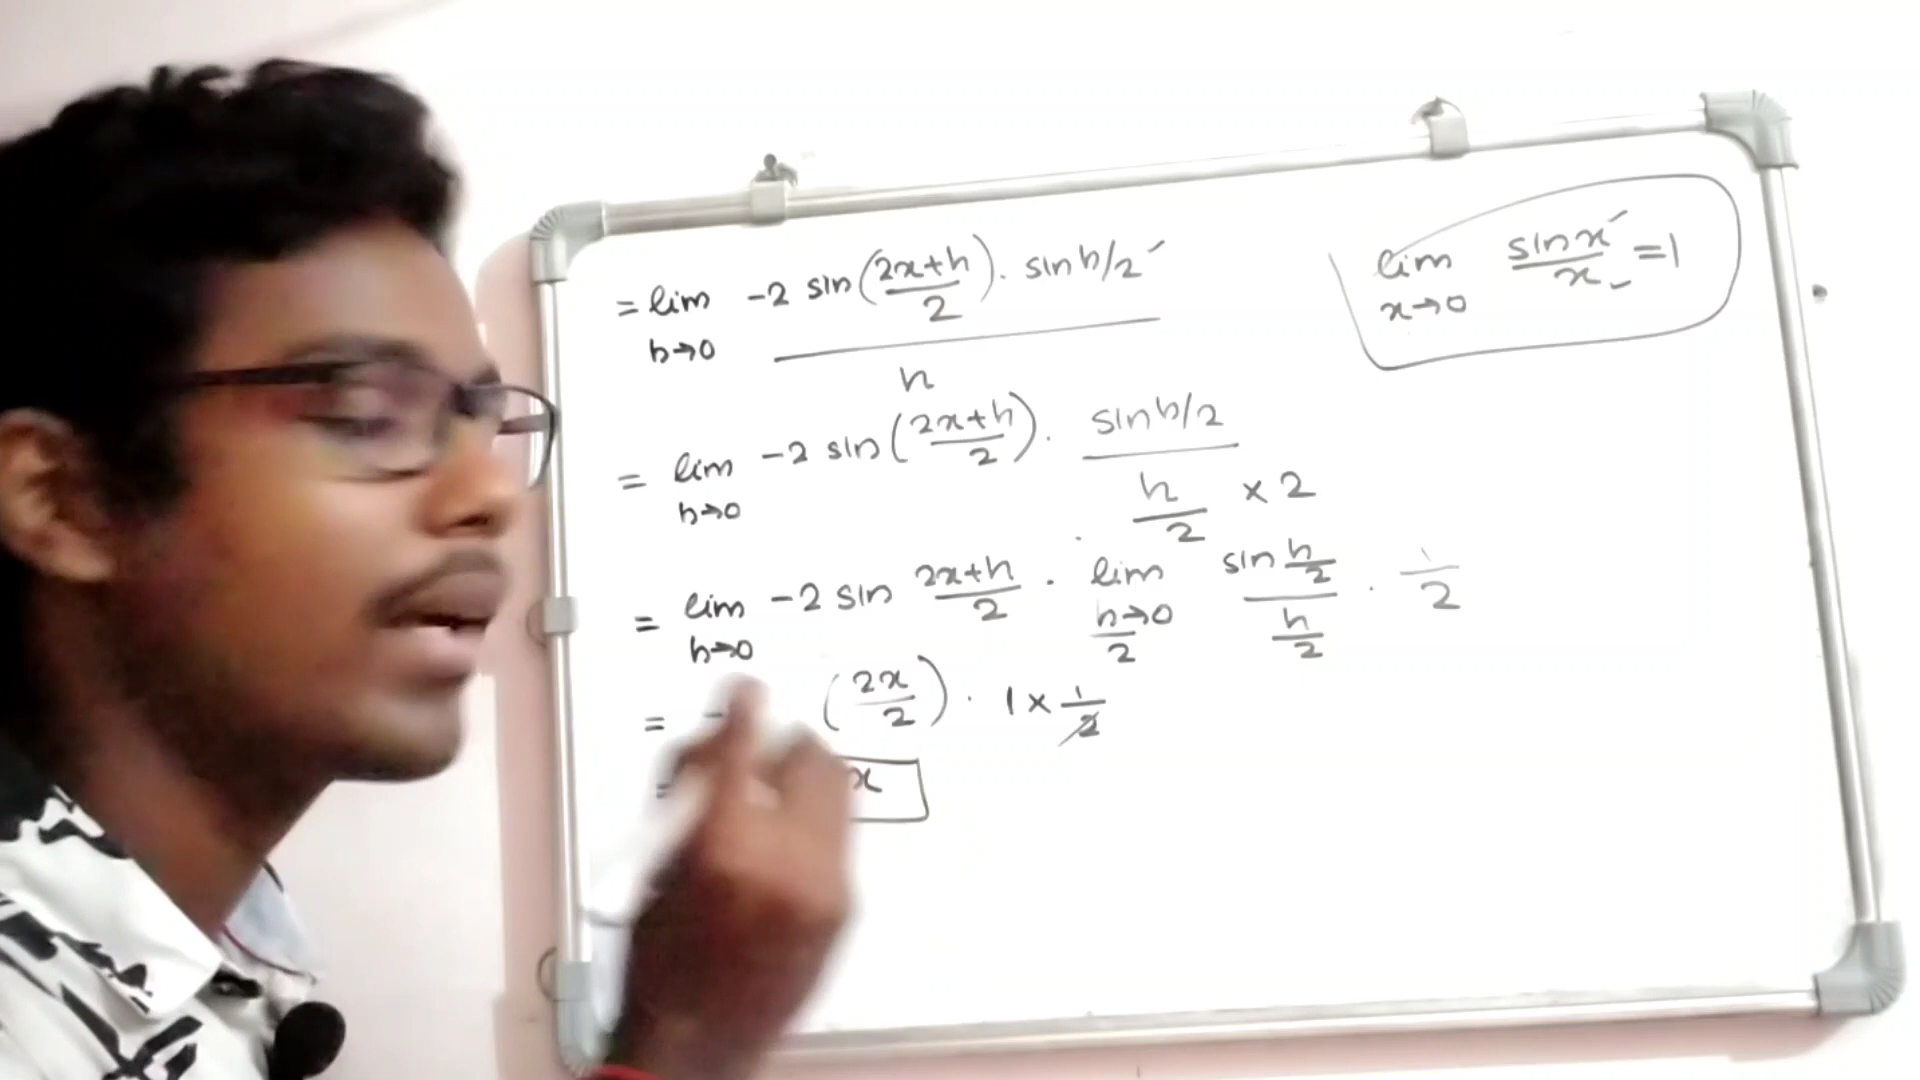 = lim -2 sin(2x+h/2) . sin h/2
h→0 h
= lim -2 sin(2x+h/2) . sin h/2
h→0 h/2 × 2
= lim -2 sin 2x+h/2 . lim sin h/2 / h/2 . 1/2
h→0 h/2→0
= - (2x/2) . 1 × 1/2
= x
lim sin x/x = 1
x→0